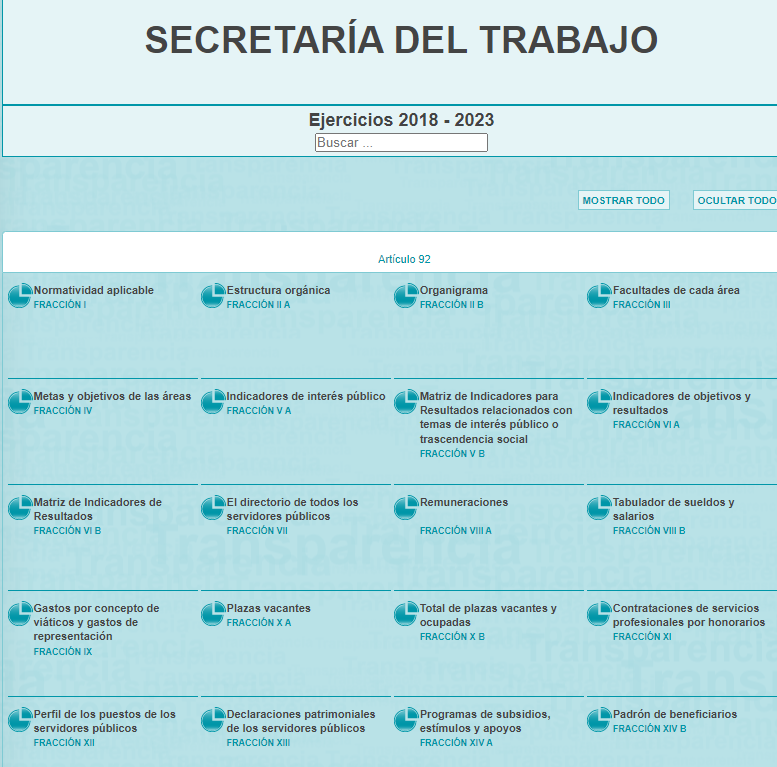 SECRETARÍA DEL TRABAJO
Ejercicios 2018 - 2023
Buscar ...
MOSTRAR TODO
OCULTAR TODO
Artículo 92
Normatividad aplicable
FRACCIÓN I
Estructura orgánica
FRACCIÓN II A
Organigrama
FRACCIÓN II B
Facultades de cada área
FRACCIÓN III
Metas y objetivos de las áreas
FRACCIÓN IV
Indicadores de interés público
FRACCIÓN V A
Matriz de Indicadores para
Resultados relacionados con
temas de interés público o
trascendencia social
FRACCIÓN V B
Indicadores de objetivos y
resultados
FRACCIÓN VI A
Matriz de Indicadores de
Resultados
FRACCIÓN VI B
El directorio de todos los
servidores públicos
FRACCIÓN VII
Remuneraciones
FRACCIÓN VIII A
Tabulador de sueldos y
salarios
FRACCIÓN VIII B
Gastos por concepto de
viáticos y gastos de
representación
FRACCIÓN IX
Plazas vacantes
FRACCIÓN X A
Total de plazas vacantes y
ocupadas
FRACCIÓN X B
Contrataciones de servicios
profesionales por honorarios
FRACCIÓN XI
Perfil de los puestos de los
servidores públicos
FRACCIÓN XII
Declaraciones patrimoniales
de los servidores públicos
FRACCIÓN XIII
Programas de subsidios,
estímulos y apoyos
FRACCIÓN XIV A
Padrón de beneficiarios
FRACCIÓN XIV B